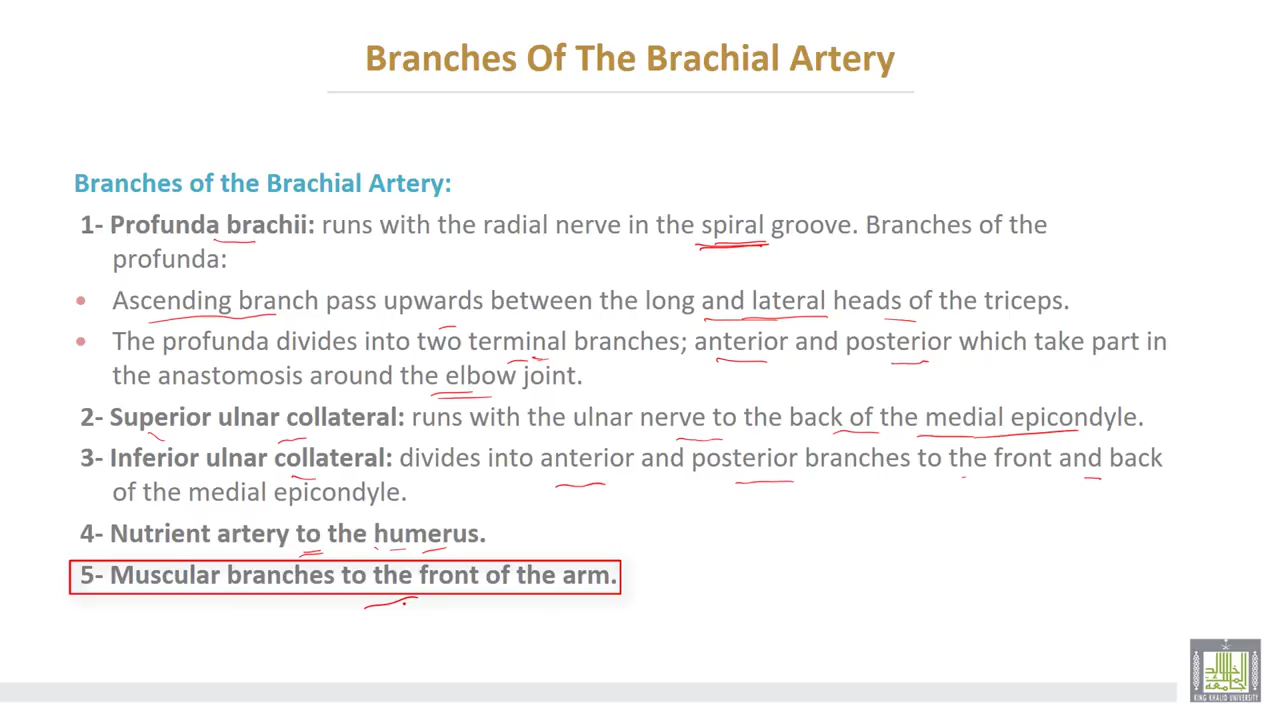 Branches Of The Brachial Artery
Branches of the Brachial Artery:
1- Profunda brachii: runs with the radial nerve in the spiral groove. Branches of the
profunda:
• Ascending branch pass upwards between the long and lateral heads of the triceps.
• The profunda divides into two terminal branches; anterior and posterior which take part in
the anastomosis around the elbow joint.
2- Superior ulnar collateral: runs with the ulnar nerve to the back of the medial epicondyle.
3- Inferior ulnar collateral: divides into anterior and posterior branches to the front and back
of the medial epicondyle.
4- Nutrient artery to the humerus.
5- Muscular branches to the front of the arm.
KING KHALID UNIVERSITY